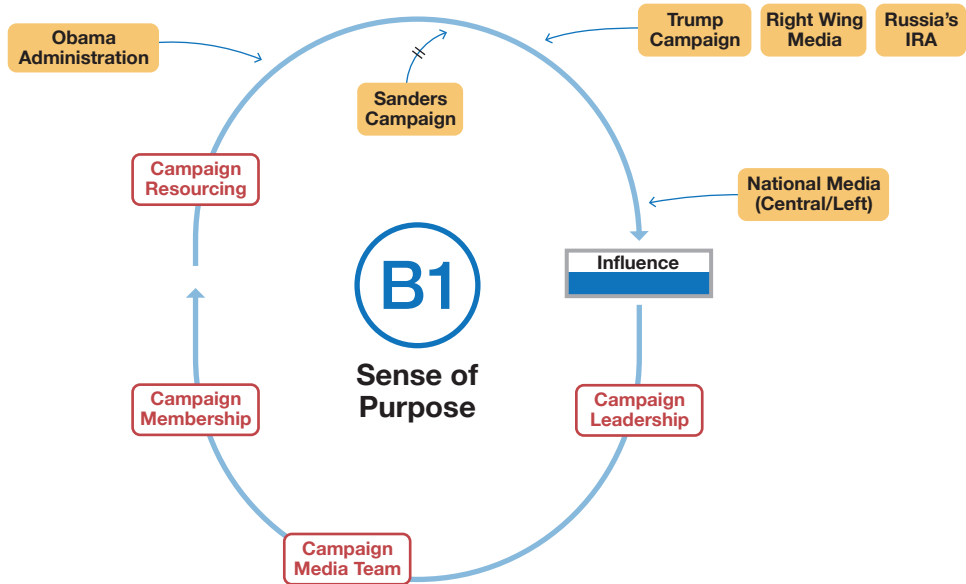 Obama
Administration
Trump
Campaign
Right Wing
Media
Russia's
IRA
Sanders
Campaign
Campaign
Resourcing
National Media
(Central/Left)
Influence
B1
Sense of
Purpose
Campaign
Membership
Campaign
Leadership
Campaign
Media Team